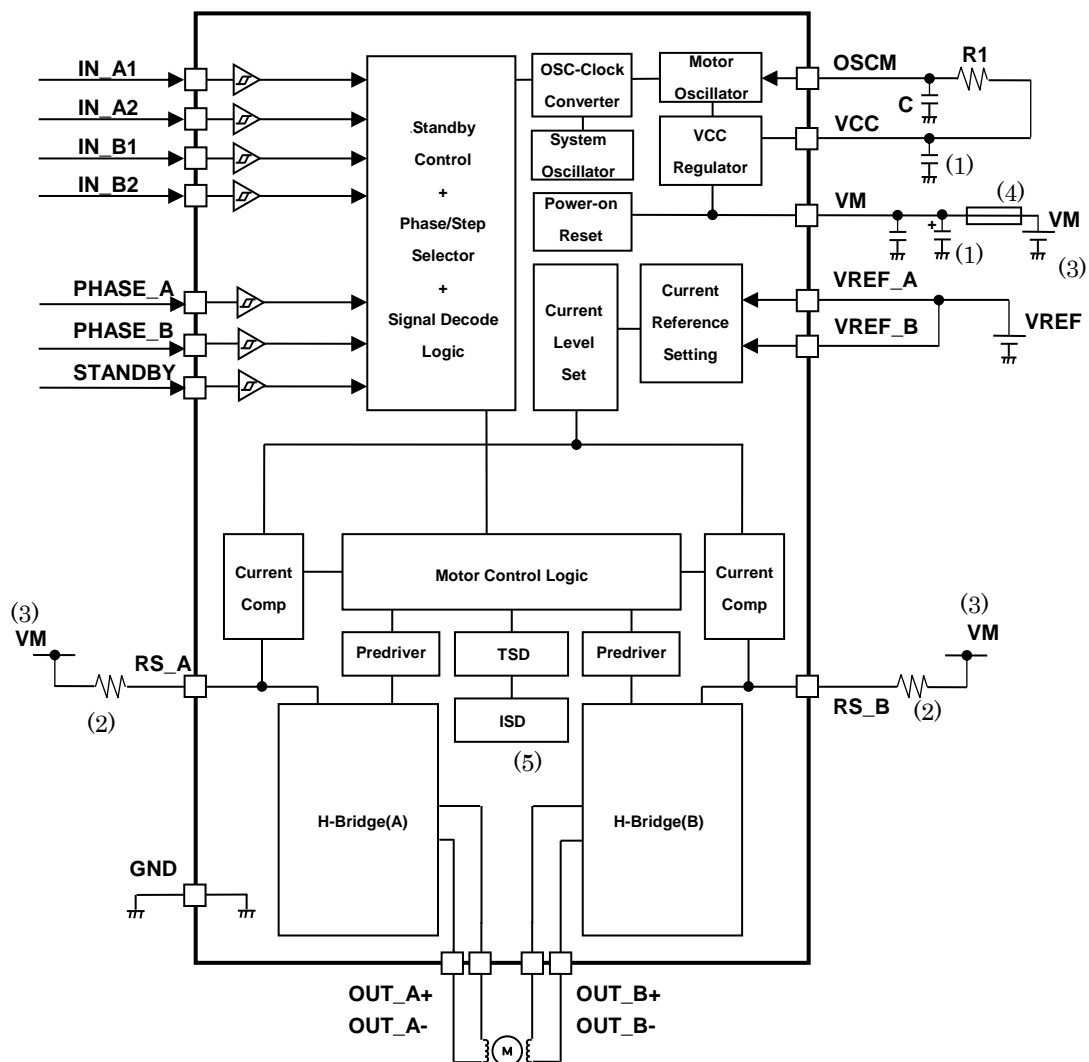 IN_A1
IN_A2
IN_B1
IN_B2
PHASE_A
PHASE_B
STANDBY
.Standby
Control
+
Phase/Step
Selector
+
Signal Decode
Logic
OSC-Clock
Converter
System
Oscillator
Motor
Oscillator
VCC
Regulator
Power-on
Reset
Current
Level
Set
Current
Reference
Setting
OSCM
R1
C
VCC
(1)
VM
(4)
VM
(1)
(3)
VREF_A
VREF_B
VREF
Current
Comp
Motor Control Logic
Current
Comp
Predriver
TSD
Predriver
ISD
(5)
(3)
VM
RS_A
(2)
(3)
VM
RS_B
(2)
H-Bridge(A)
H-Bridge(B)
GND
OUT_A+
OUT_A-
OUT_B+
OUT_B-
M
+